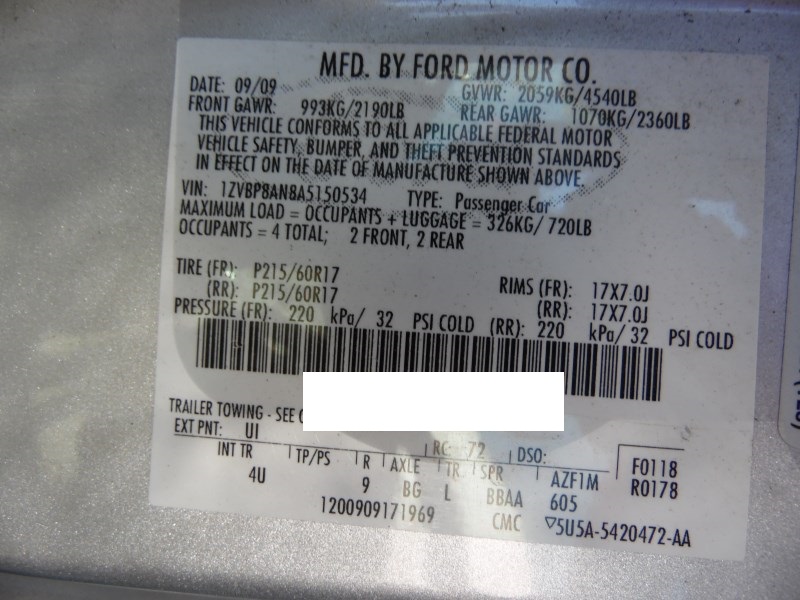 MFD. BY FORD MOTOR CO.
DATE: 09/09 GVWR: 2059KG/4540LB
FRONT GAWR: 993KG/2190LB REAR GAWR: 1070KG/2360LB
THIS VEHICLE CONFORMS TO ALL APPLICABLE FEDERAL MOTOR
VEHICLE SAFETY, BUMPER, AND THEFT PREVENTION STANDARDS
IN EFFECT ON THE DATE OF MANUFACTURE SHOWN ABOVE.
VIN: 1ZVBP8AN8A5150534 TYPE: Passenger Car
MAXIMUM LOAD = OCCUPANTS + LUGGAGE = 326KG/ 720LB
OCCUPANTS = 4 TOTAL; 2 FRONT, 2 REAR
TIRE (FR): P215/60R17 RIMS (FR): 17X7.0J
(RR): P215/60R17 (RR): 17X7.0J
PRESSURE (FR): 220 kPa/ 32 PSI COLD (RR): 220 kPa/ 32 PSI COLD
TRAILER TOWING - SEE
EXT PNT: UI RC: 72 DSO:
INT TR TP/PS R AXLE TR SPR AZF1M F0118
4U 9 BG L BBAA 605 R0178
1200909171969 CMC ▽5U5A-5420472-AA